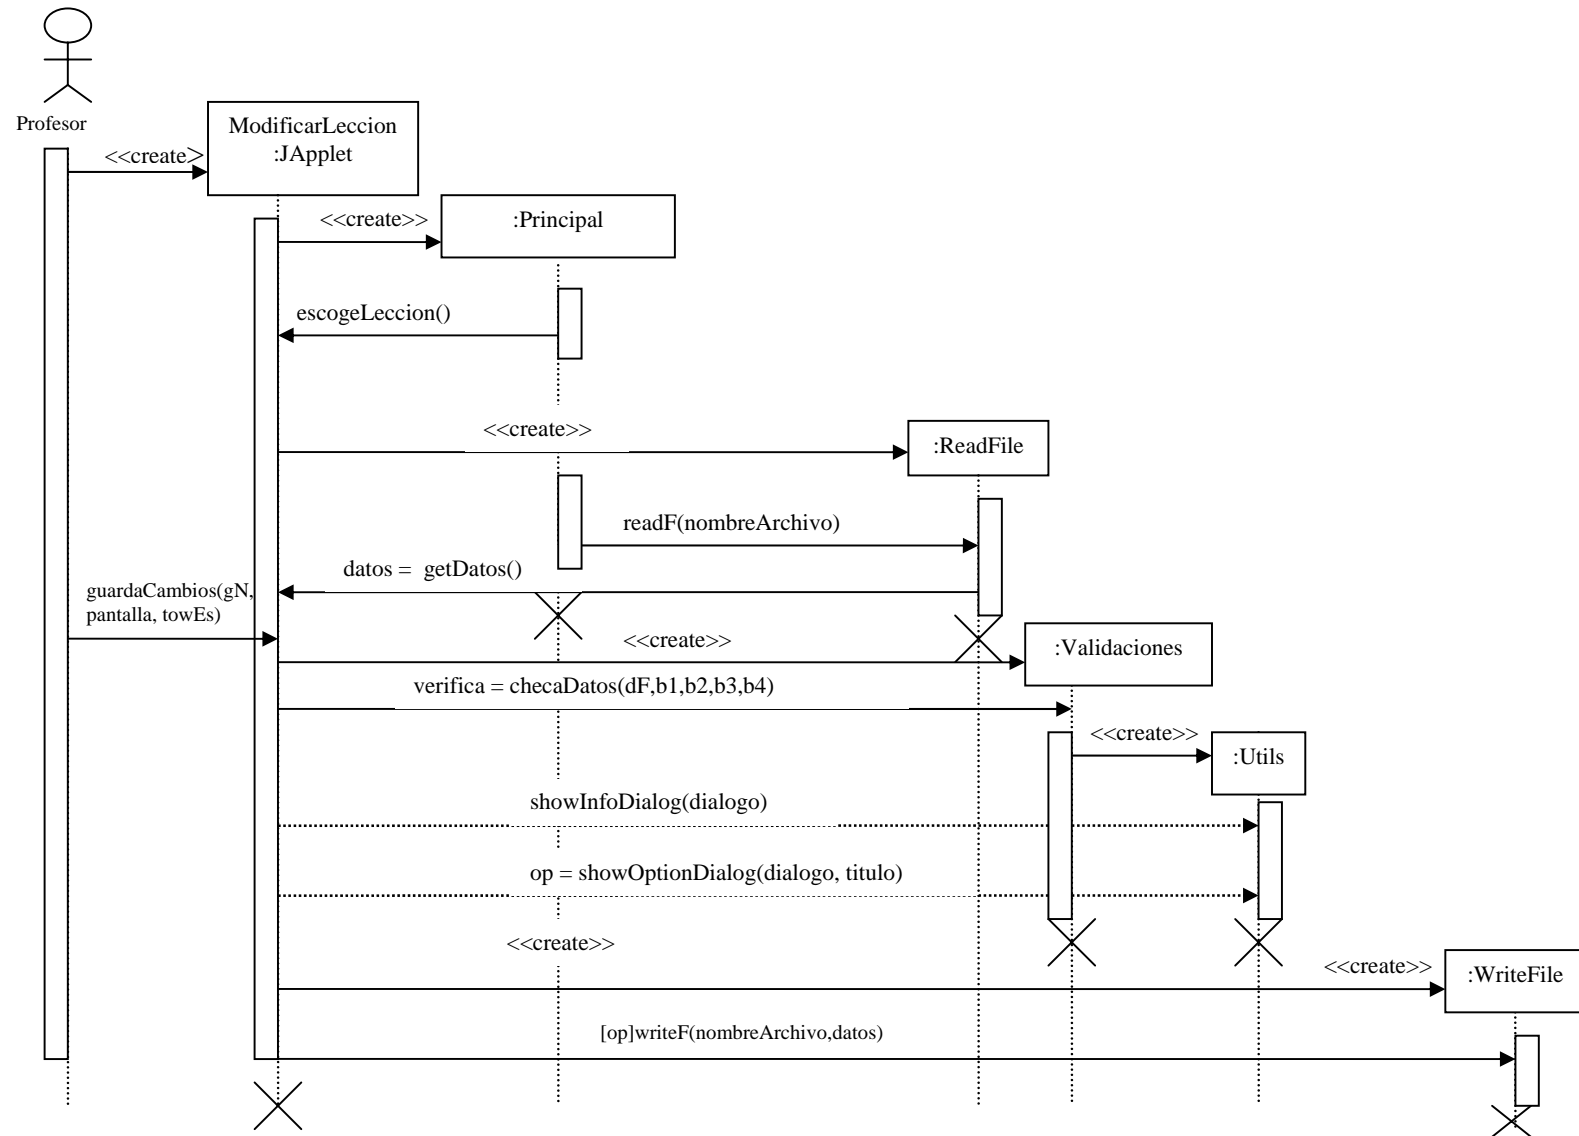 Profesor
ModificarLeccion
:JApplet
<<create>
<<create>>
:Principal
escogeLeccion()
<<create>>
:ReadFile
readF(nombreArchivo)
datos =  getDatos()
guardaCambios(gN,
pantalla, towEs)
<<create>>
:Validaciones
verifica = checaDatos(dF,b1,b2,b3,b4)
<<create>>
:Utils
showInfoDialog(dialogo)
op = showOptionDialog(dialogo, titulo)
<<create>>
<<create>>
:WriteFile
[op]writeF(nombreArchivo,datos)